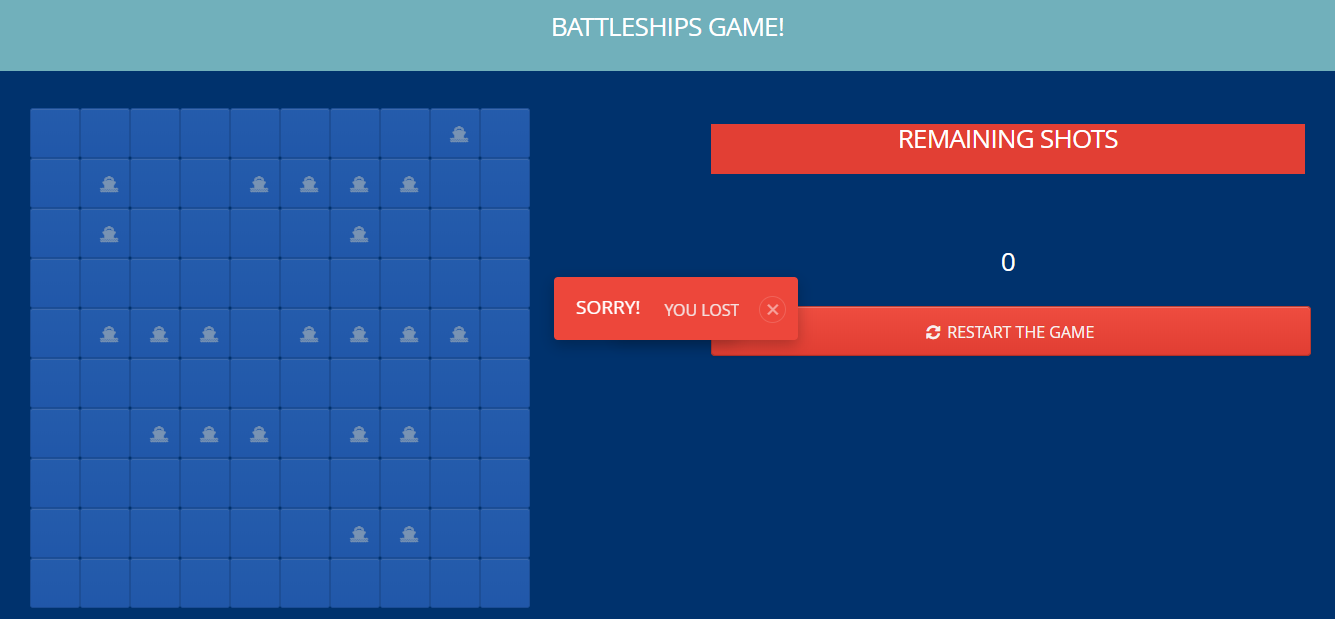 BATTLESHIPS GAME!
REMAINING SHOTS
0
SORRY! YOU LOST
RESTART THE GAME